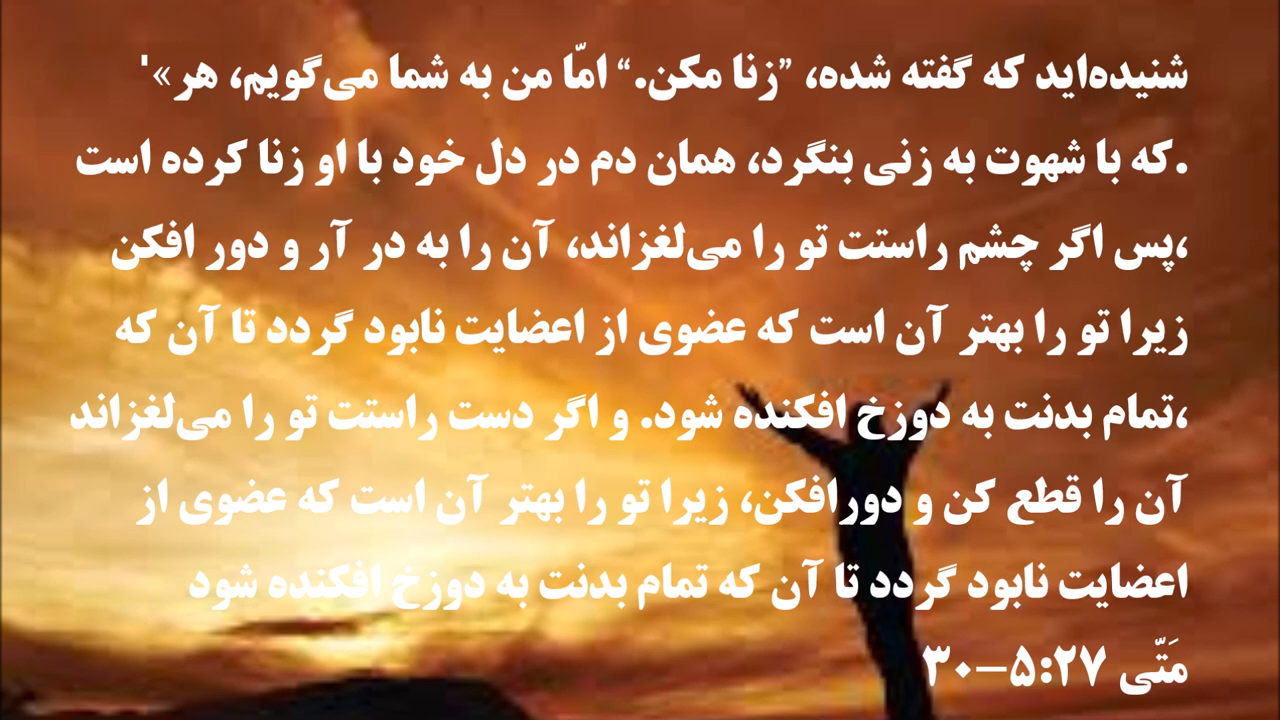 '«شنیده‌اید که گفته شده، ”زنا مکن.“ امّا من به شما می‌گویم، هر
که با شهوت به زنی بنگرد، همان دم در دل خود با او زنا کرده است.
پس اگر چشم راستت تو را می‌لغزاند، آن را به در آر و دور افکن،
زیرا تو را بهتر آن است که عضوی از اعضایت نابود گردد تا آن که
تمام بدنت به دوزخ افکنده شود. و اگر دست راستت تو را می‌لغزاند،
آن را قطع کن و دورافکن، زیرا تو را بهتر آن است که عضوی از
اعضایت نابود گردد تا آن که تمام بدنت به دوزخ افکنده شود
مَتّی ۵:۲۷-۳۰